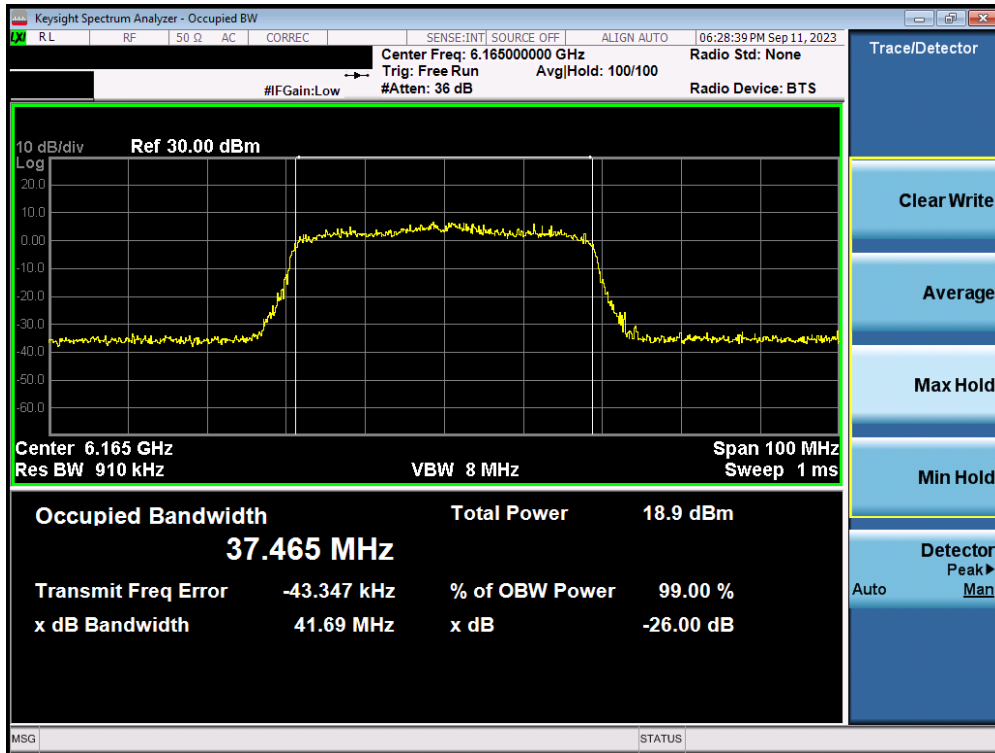 Keysight Spectrum Analyzer - Occupied BW
LXI RL RF 50 Ω AC CORREC SENSE:INT SOURCE OFF ALIGN AUTO 06:28:39 PM Sep 11, 2023
Center Freq: 6.165000000 GHz Radio Std: None
Trig: Free Run Avg|Hold: 100/100
#IFGain:Low #Atten: 36 dB Radio Device: BTS
10 dB/div Ref 30.00 dBm
Log
20.0
10.0
0.00
-10.0
-20.0
-30.0
-40.0
-50.0
-60.0
Center 6.165 GHz Span 100 MHz
Res BW 910 kHz VBW 8 MHz Sweep 1 ms
Occupied Bandwidth Total Power 18.9 dBm
37.465 MHz
Transmit Freq Error -43.347 kHz % of OBW Power 99.00 %
x dB Bandwidth 41.69 MHz x dB -26.00 dB
MSG STATUS
Trace/Detector
Clear Write
Average
Max Hold
Min Hold
Detector
Peak▶
Auto Man